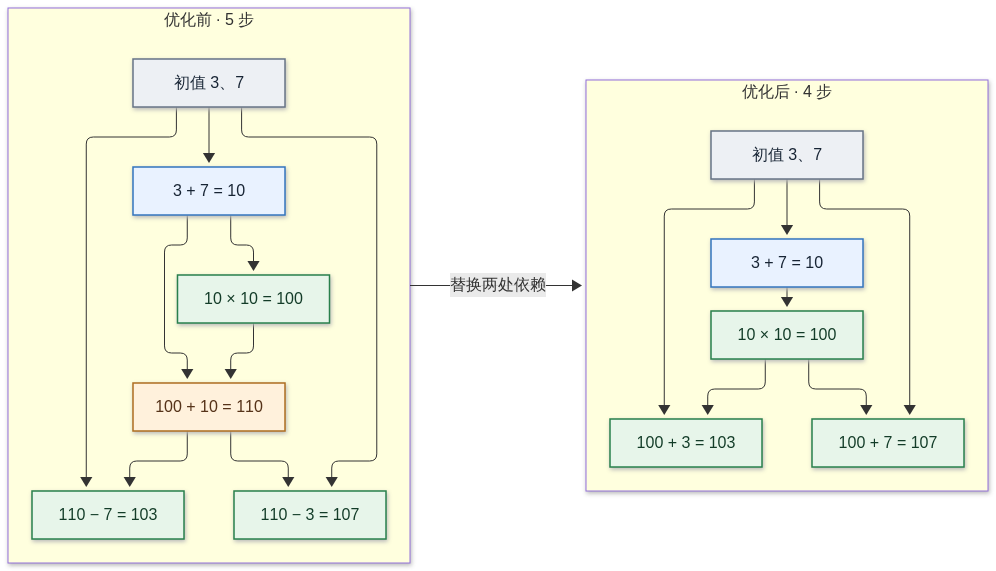 优化前 · 5 步
初值 3、7
3 + 7 = 10
10 × 10 = 100
100 + 10 = 110
110 − 7 = 103
110 − 3 = 107
替换两处依赖
优化后 · 4 步
初值 3、7
3 + 7 = 10
10 × 10 = 100
100 + 3 = 103
100 + 7 = 107